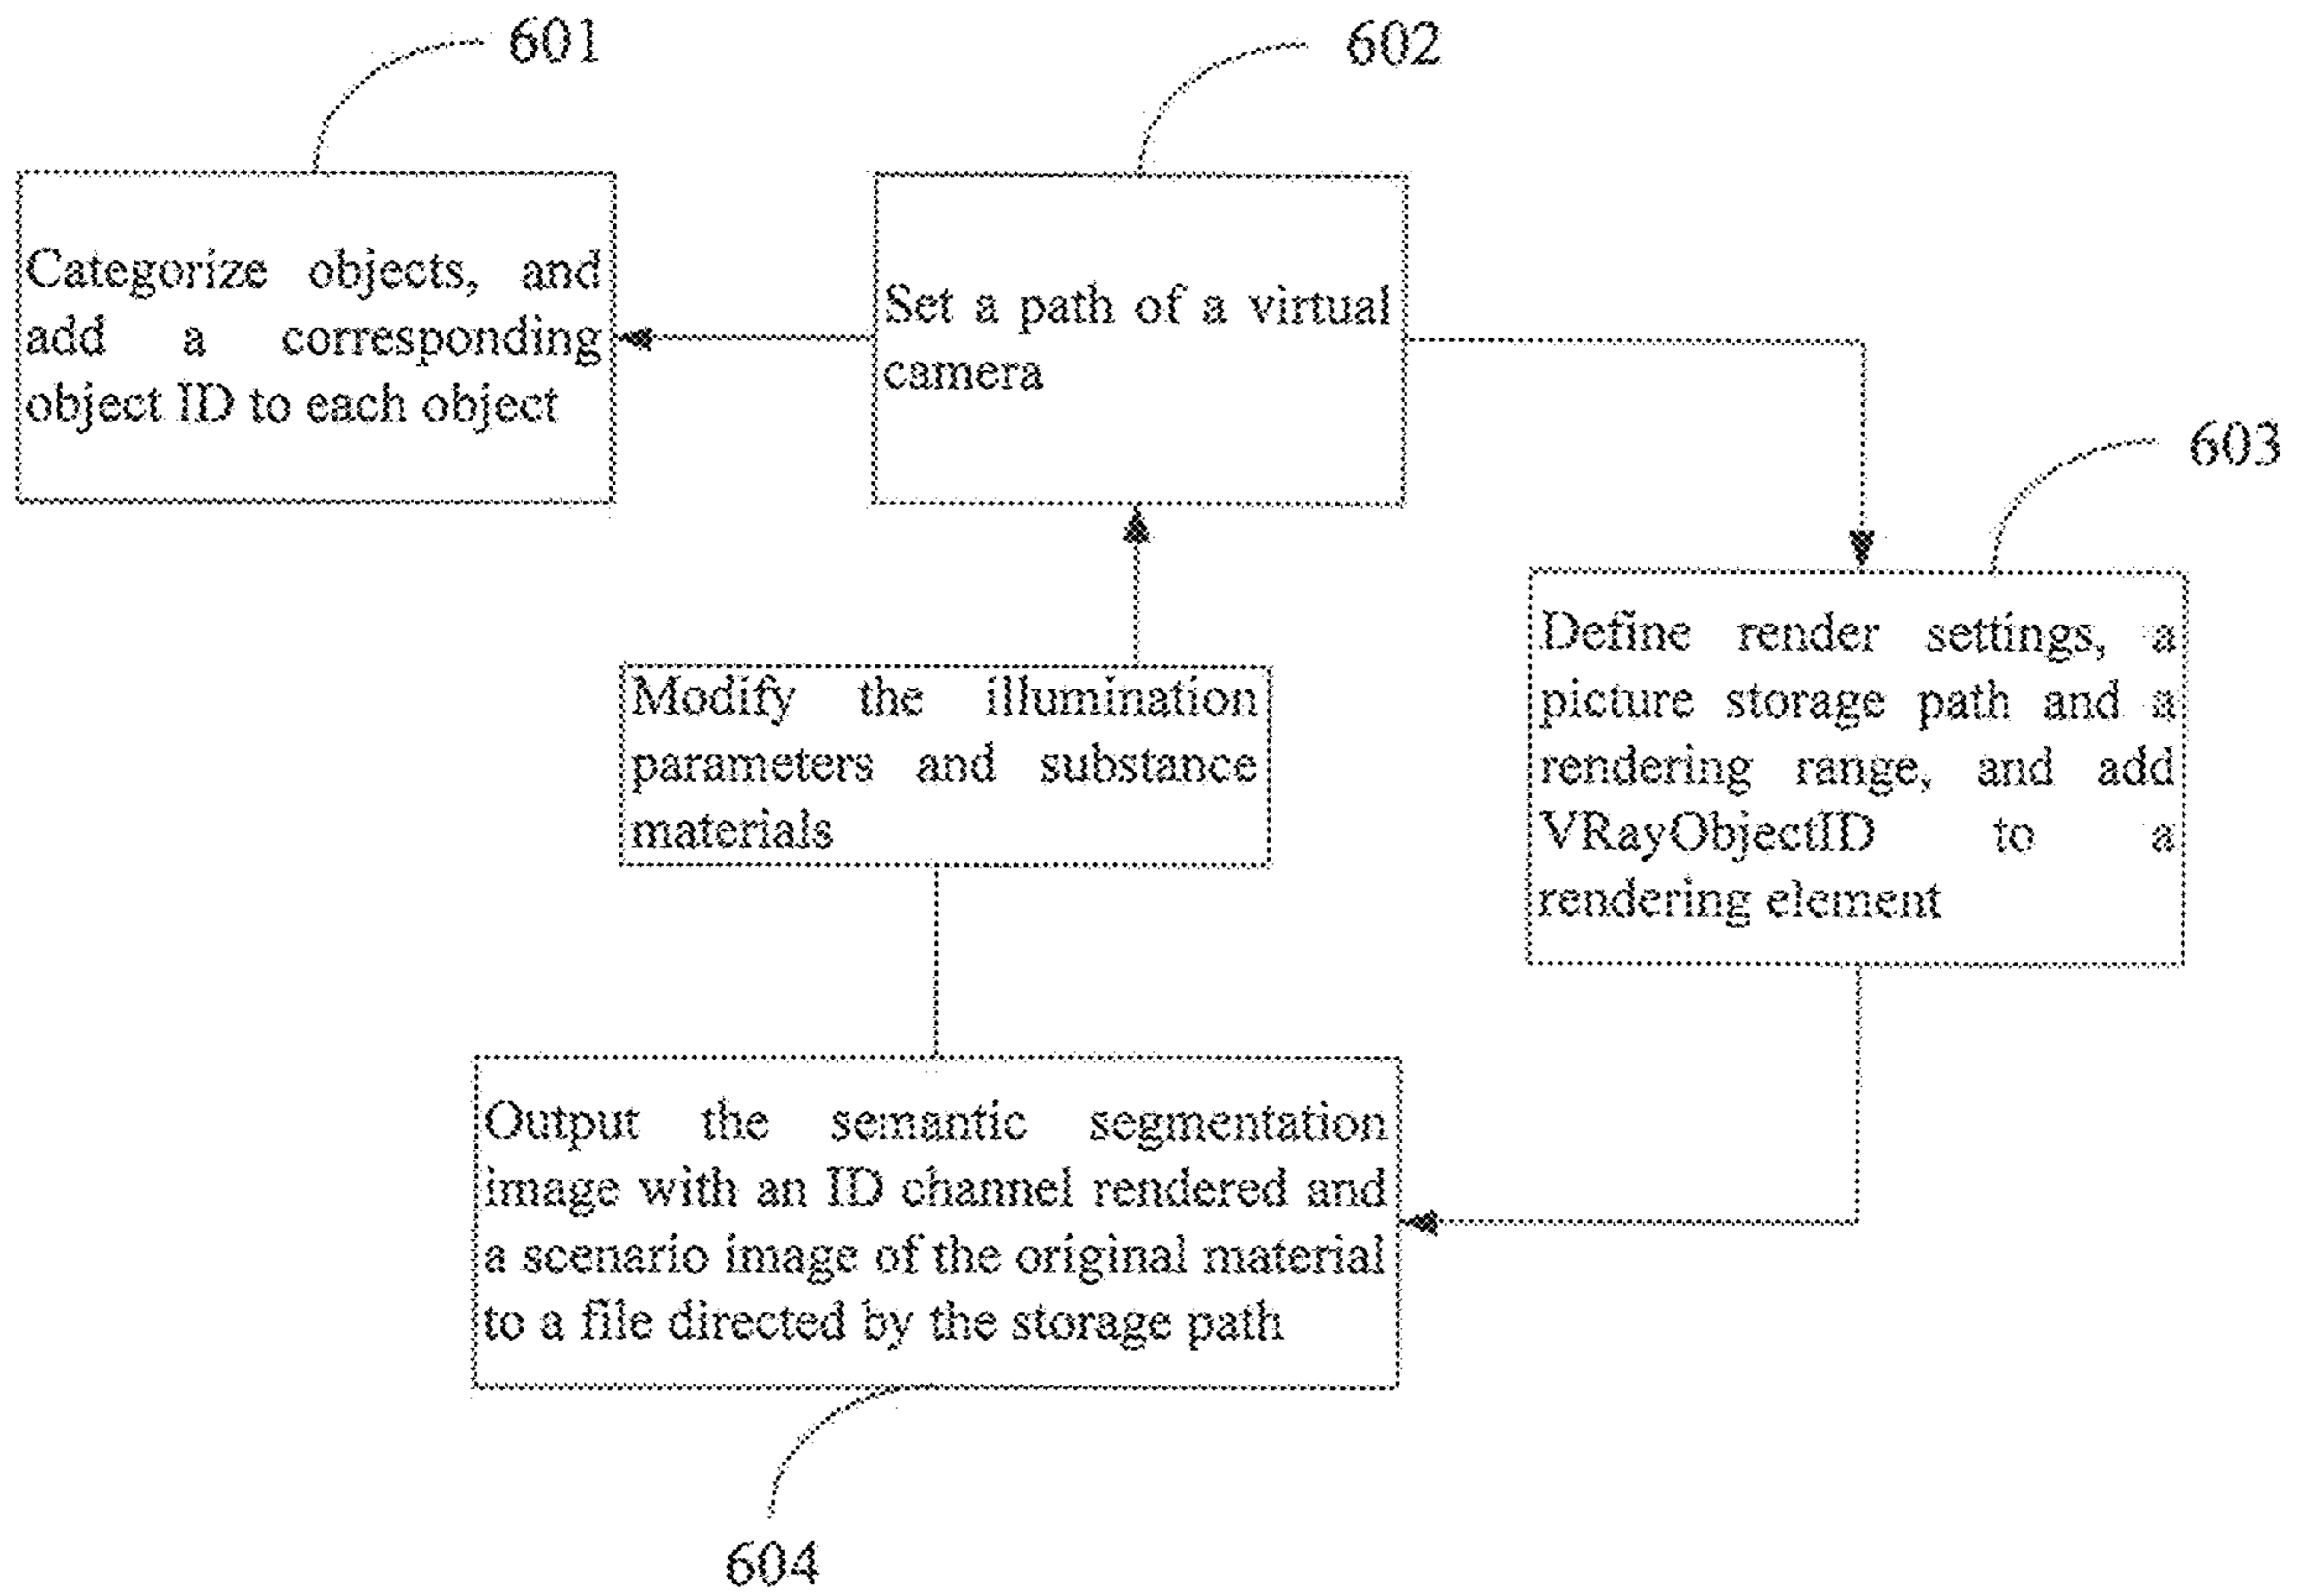 601
602
Categorize objects, and
add a corresponding
object ID to each object
Set a path of a virtual
camera
603
Define render settings, a
picture storage path and a
rendering range, and add
VRayObjectID to a
rendering element
Modify the illumination
parameters and substance
materials
Output the semantic segmentation
image with an ID channel rendered and
a scenario image of the original material
to a file directed by the storage path
604